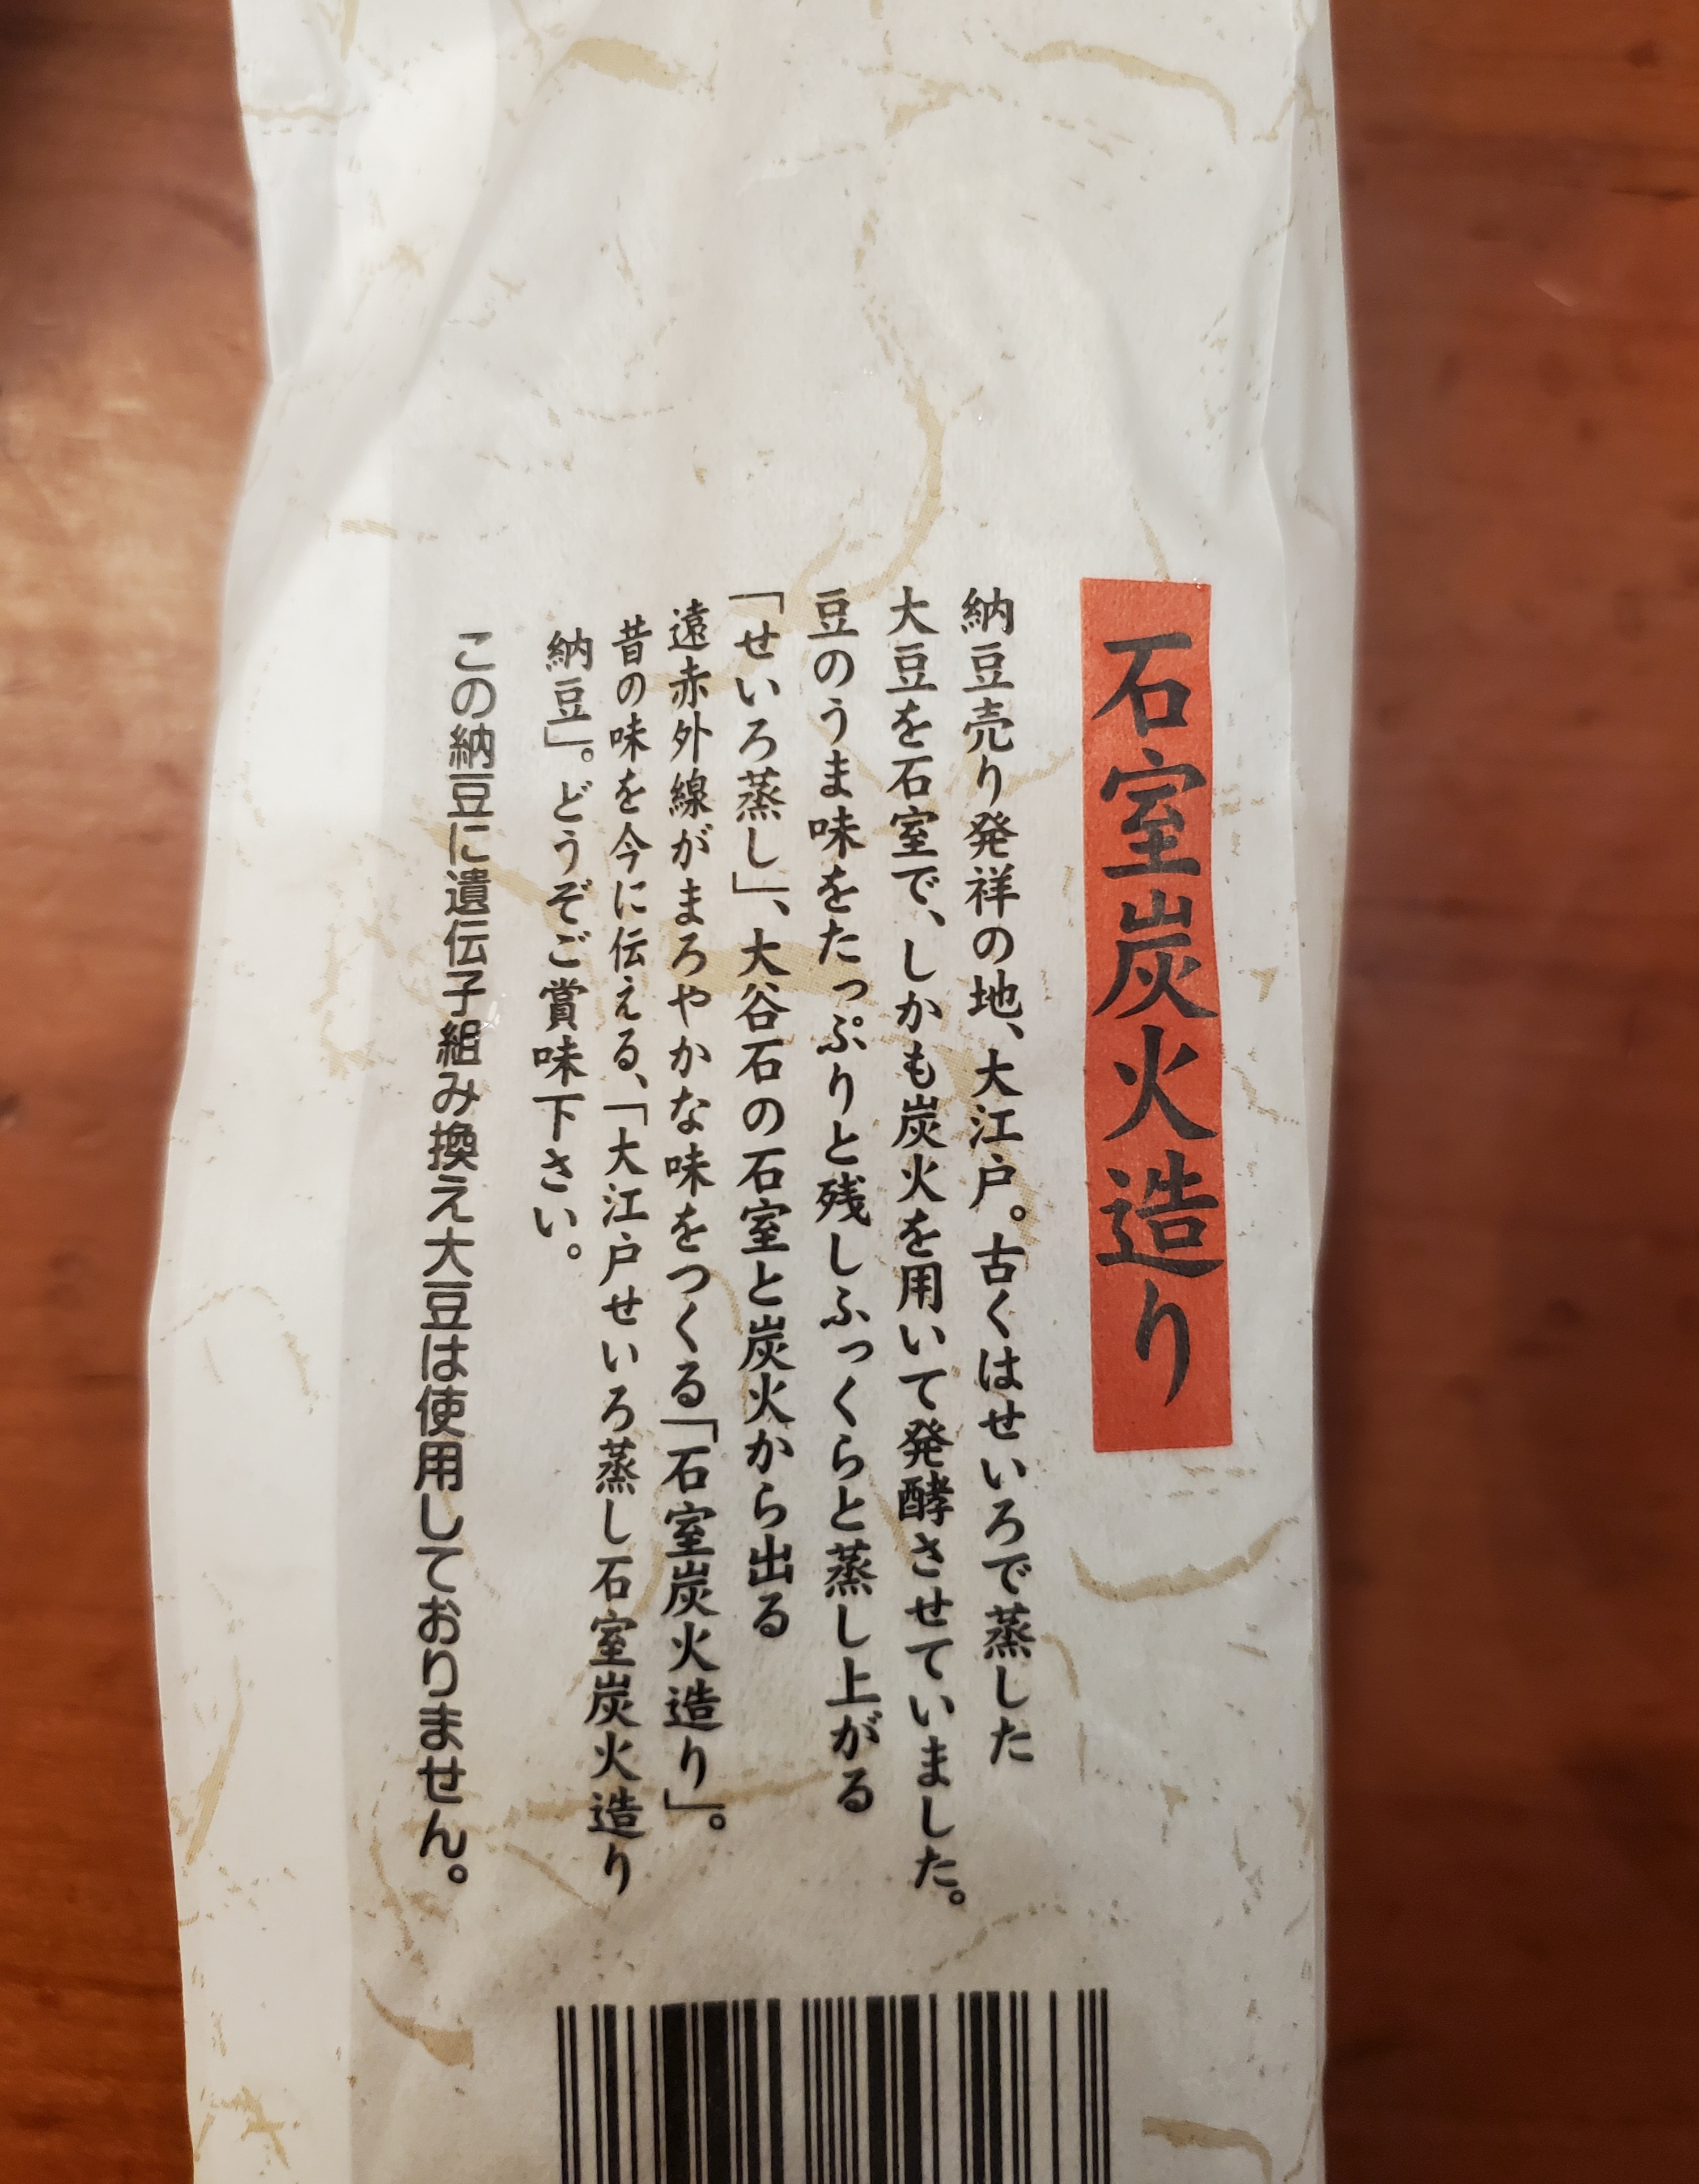 石室炭火造り
納豆売り発祥の地、大江戸。古くはせいろで蒸した
大豆を石室で、しかも炭火を用いて発酵させていました。
豆のうま味をたっぷりと残しふっくらと蒸し上がる
「せいろ蒸し」、大谷石の石室と炭火から出る
遠赤外線がまろやかな味をつくる「石室炭火造り」。
昔の味を今に伝える、「大江戸せいろ蒸し石室炭火造り
納豆」。どうぞご賞味下さい。
この納豆に遺伝子組み換え大豆は使用しておりません。